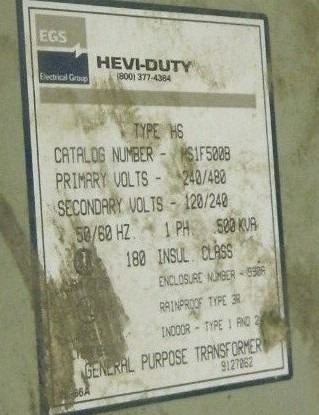 EGS
Electrical Group
HEVI-DUTY
(800) 377-4384
TYPE HS
CATALOG NUMBER - HS1F500B
PRIMARY VOLTS - 240/480
SECONDARY VOLTS - 120/240
50/60 HZ. 1 PH .500 KVA
180 INSUL. CLASS
ENCLOSURE NUMBER -
RAINPROOF TYPE 3R
INDOOR - TYPE 1 AND 2
GENERAL PURPOSE TRANSFORMER
9127062